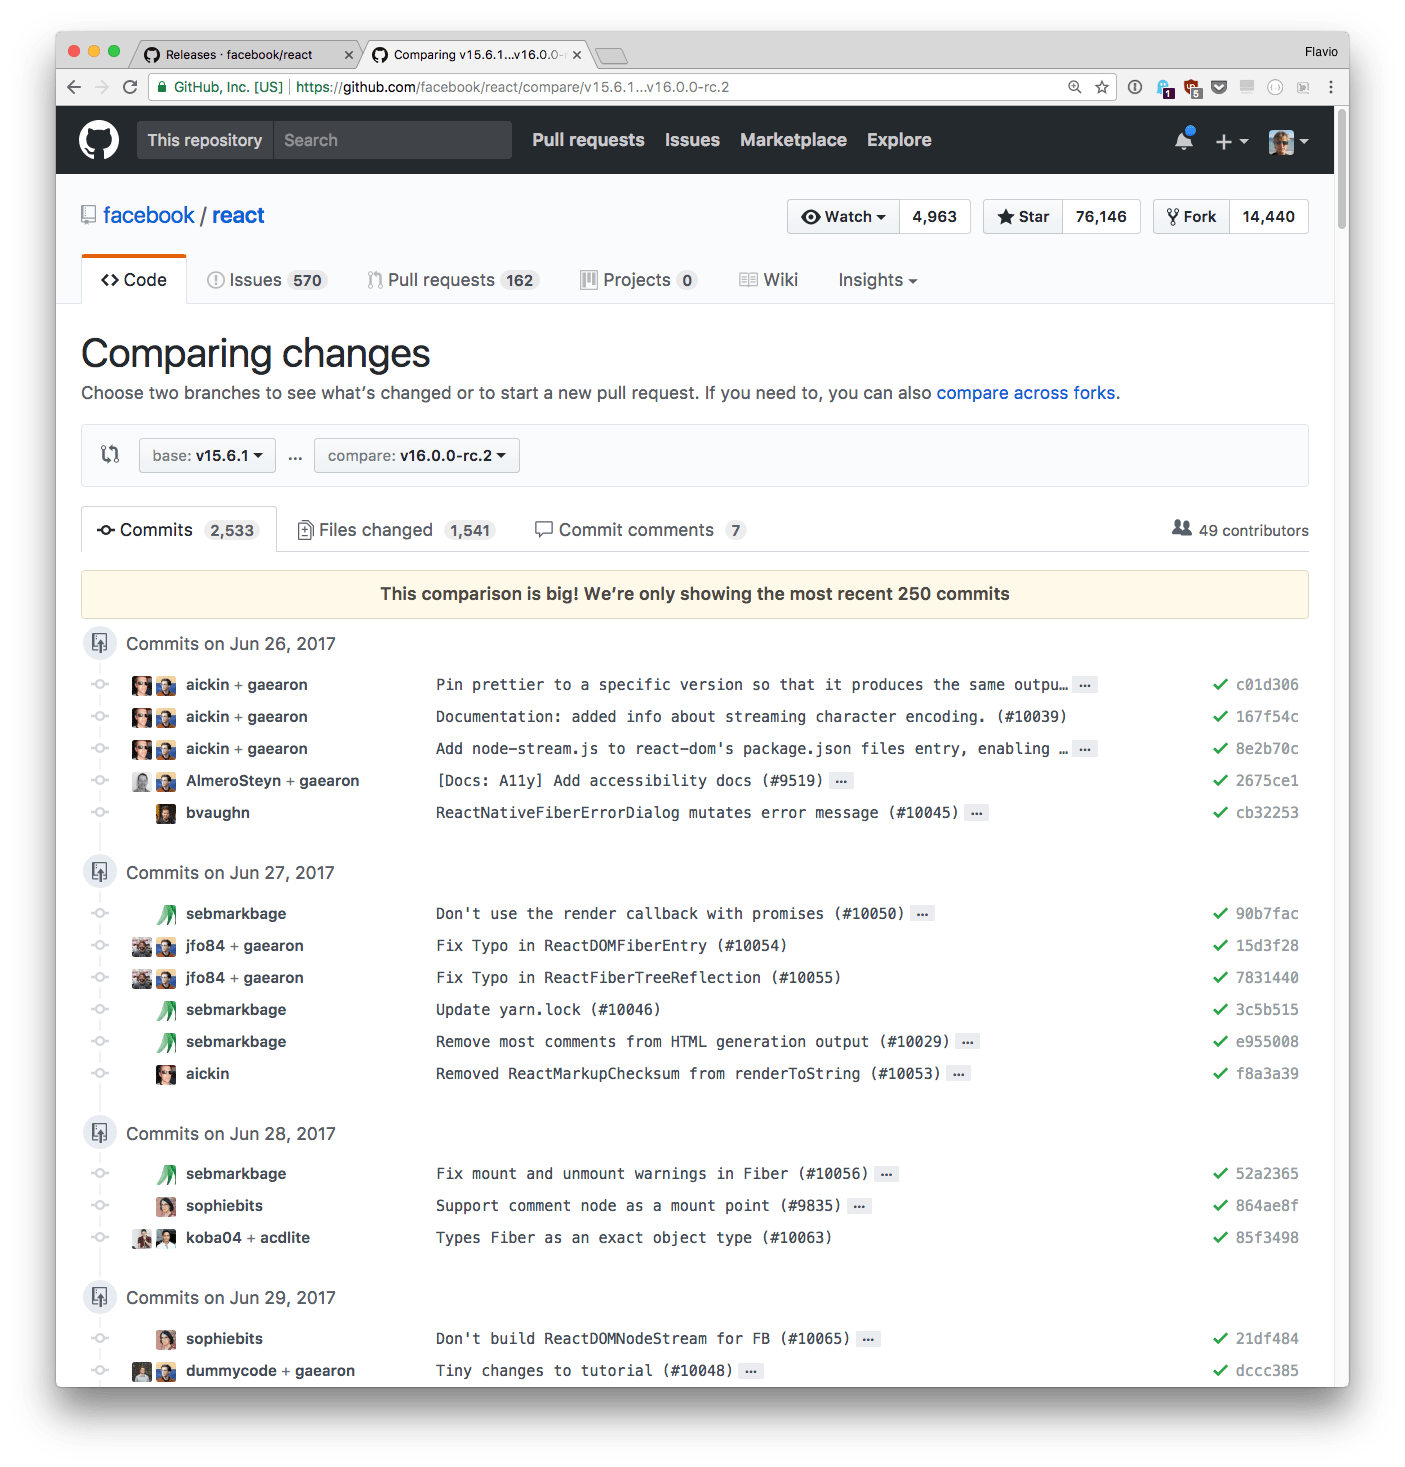 Releases · facebook/react
Comparing v15.6.1...v16.0.0-
Flavio
GitHub, Inc. [US] https://github.com/facebook/react/compare/v15.6.1...v16.0.0-rc.2
1
5
This repository Search Pull requests Issues Marketplace Explore
facebook / react
Watch 4,963 Star 76,146 Fork 14,440
Code Issues 570 Pull requests 162 Projects 0 Wiki Insights
Comparing changes
Choose two branches to see what’s changed or to start a new pull request. If you need to, you can also compare across forks.
base: v15.6.1 ... compare: v16.0.0-rc.2
Commits 2,533 Files changed 1,541 Commit comments 7 49 contributors
This comparison is big! We’re only showing the most recent 250 commits
Commits on Jun 26, 2017
aickin + gaearon Pin prettier to a specific version so that it produces the same outpu… … c01d306
aickin + gaearon Documentation: added info about streaming character encoding. (#10039) 167f54c
aickin + gaearon Add node-stream.js to react-dom's package.json files entry, enabling … … 8e2b70c
AlmeroSteyn + gaearon [Docs: A11y] Add accessibility docs (#9519) … 2675ce1
bvaughn ReactNativeFiberErrorDialog mutates error message (#10045) … cb32253
Commits on Jun 27, 2017
sebmarkbage Don't use the render callback with promises (#10050) … 90b7fac
jfo84 + gaearon Fix Typo in ReactDOMFiberEntry (#10054) 15d3f28
jfo84 + gaearon Fix Typo in ReactFiberTreeReflection (#10055) 7831440
sebmarkbage Update yarn.lock (#10046) 3c5b515
sebmarkbage Remove most comments from HTML generation output (#10029) … e955008
aickin Removed ReactMarkupChecksum from renderToString (#10053) … f8a3a39
Commits on Jun 28, 2017
sebmarkbage Fix mount and unmount warnings in Fiber (#10056) … 52a2365
sophiebits Support comment node as a mount point (#9835) … 864ae8f
koba04 + acdlite Types Fiber as an exact object type (#10063) 85f3498
Commits on Jun 29, 2017
sophiebits Don't build ReactDOMNodeStream for FB (#10065) … 21df484
dummycode + gaearon Tiny changes to tutorial (#10048) … dccc385